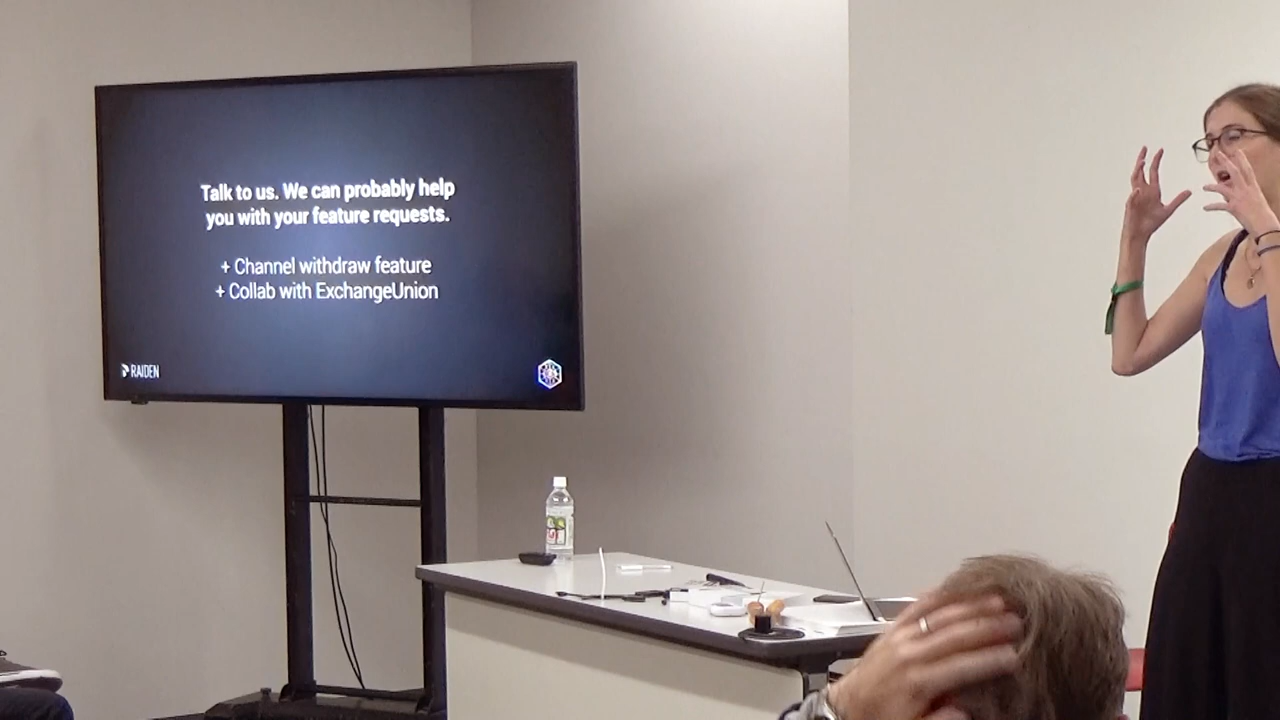 Talk to us. We can probably help
you with your feature requests.
+ Channel withdraw feature
+ Collab with ExchangeUnion
RAIDEN